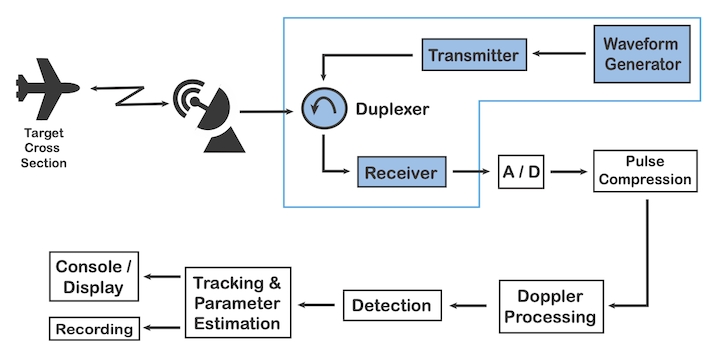 Waveform
Generator
Transmitter
Duplexer
Target
Cross
Section
Receiver
A / D
Pulse
Compression
Console /
Display
Recording
Tracking &
Parameter
Estimation
Detection
Doppler
Processing